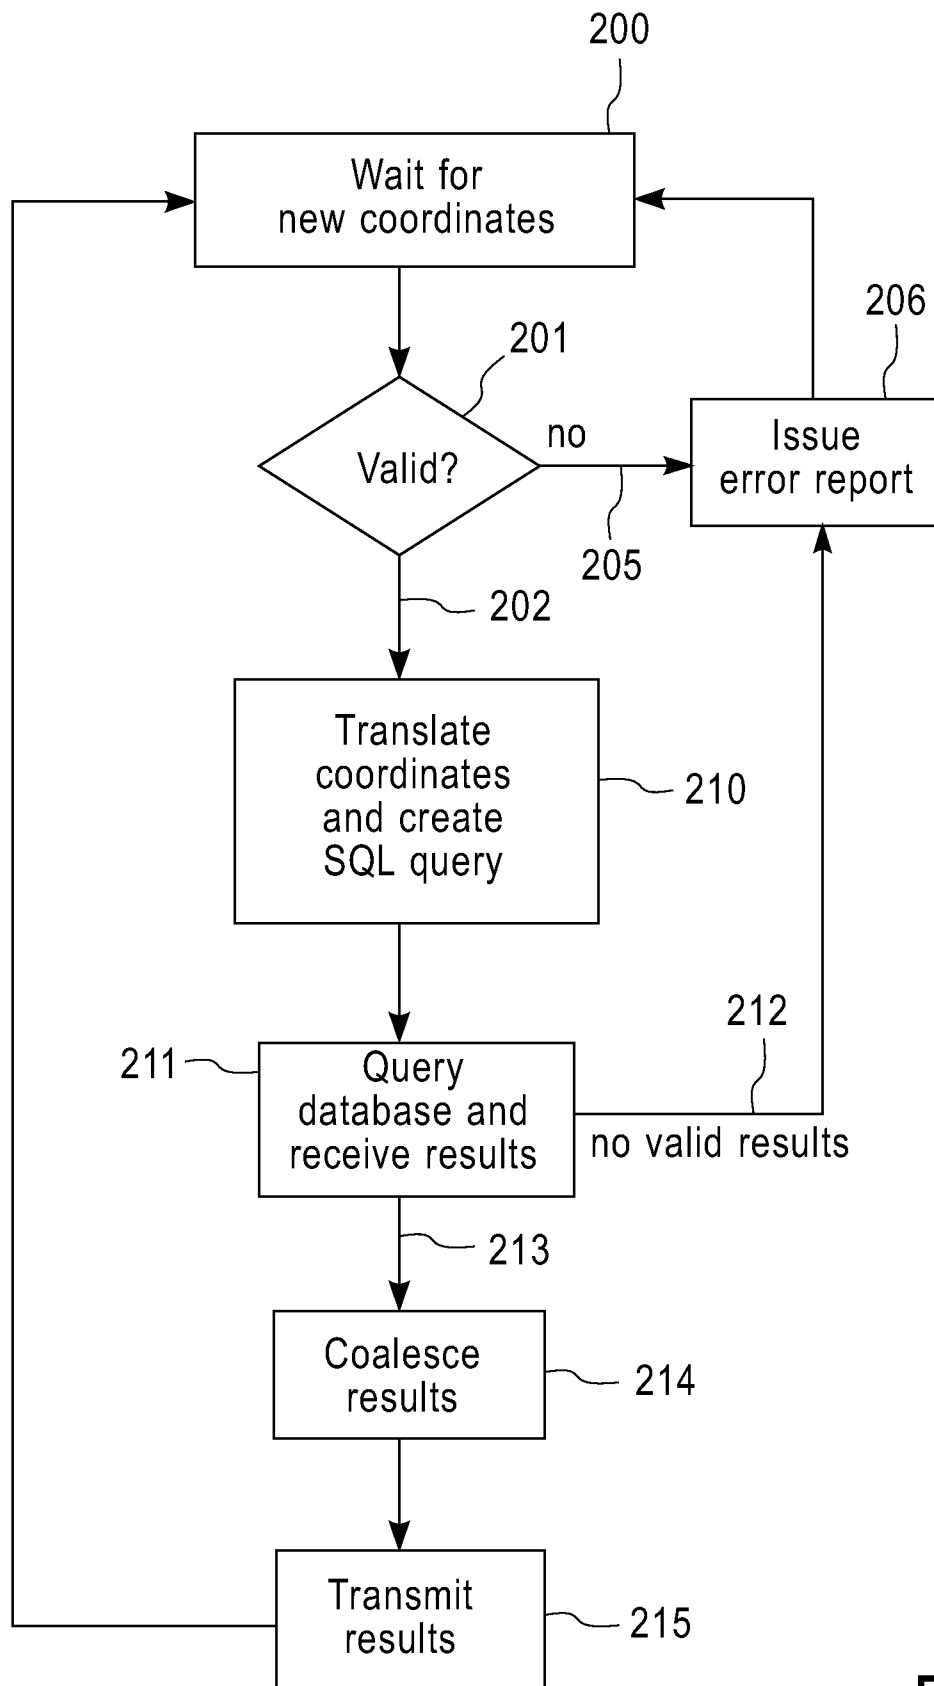 200
Wait for
new coordinates
206
201
no
Issue
error report
Valid?
205
202
Translate
coordinates
and create
SQL query
210
212
211
Query
database and
receive results
no valid results
213
Coalesce
results
214
Transmit
results
215